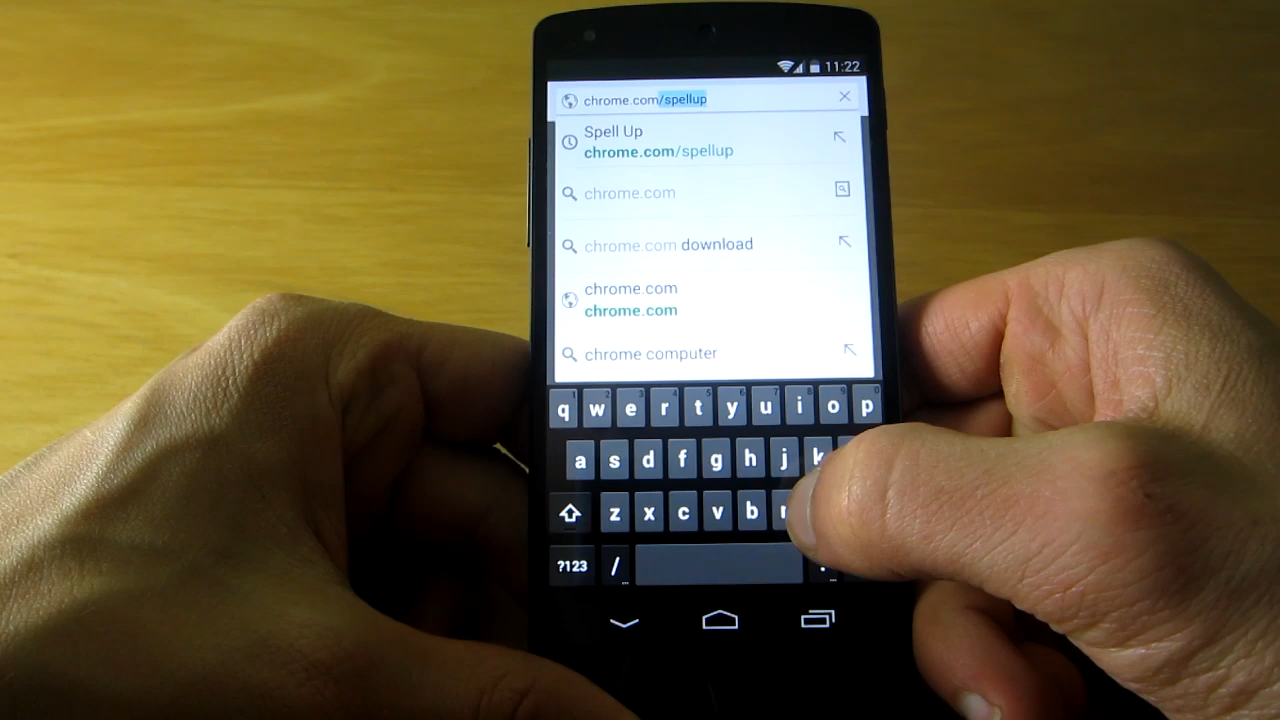 11:22
chrome.com/spellup
Spell Up
chrome.com/spellup
chrome.com
chrome.com download
chrome.com
chrome.com
chrome computer
q w e r t y u i o p
a s d f g h j k
z x c v b
?123 / .